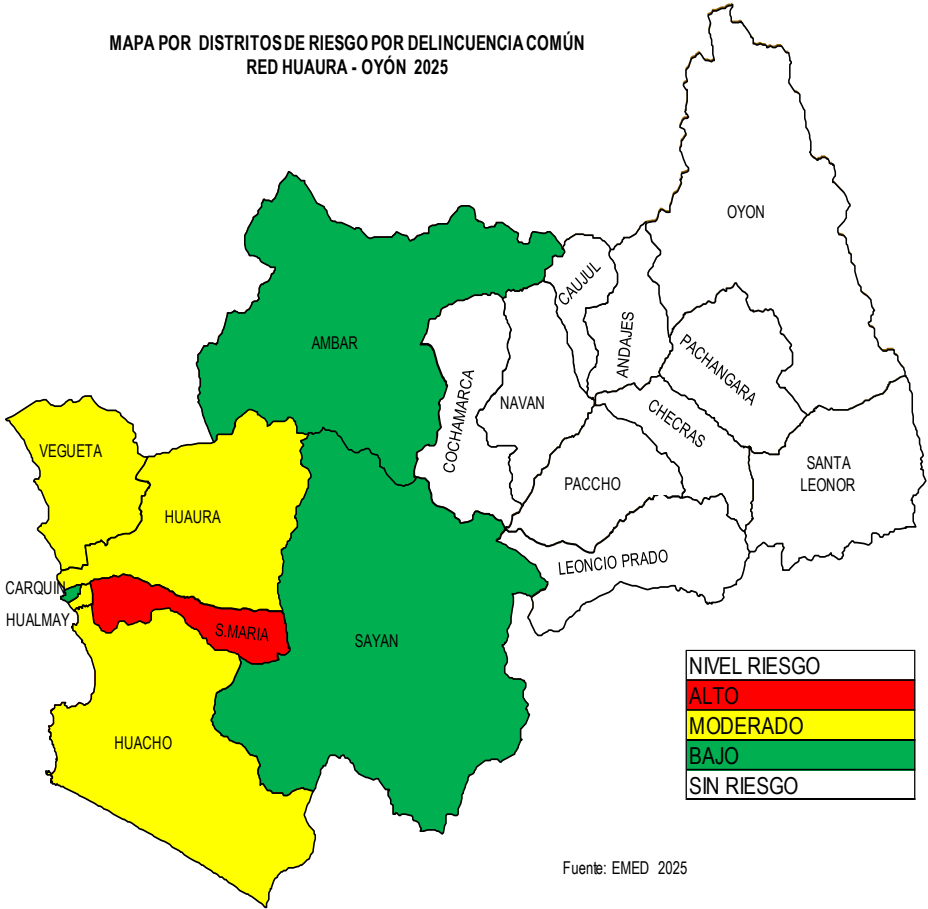 MAPA POR DISTRITOS DE RIESGO POR DELINCUENCIA COMÚN
RED HUAURA - OYÓN 2025
OYON
CAUJUL
ANDAJES
AMBAR
PACHANGARA
COCHAMARCA
NAVAN
CHECRAS
VEGUETA
SANTA
LEONOR
PACCHO
HUAURA
LEONCIO PRADO
CARQUIN
HUALMAY
S.MARIA
SAYAN
HUACHO
NIVEL RIESGO
ALTO
MODERADO
BAJO
SIN RIESGO
Fuente: EMED 2025